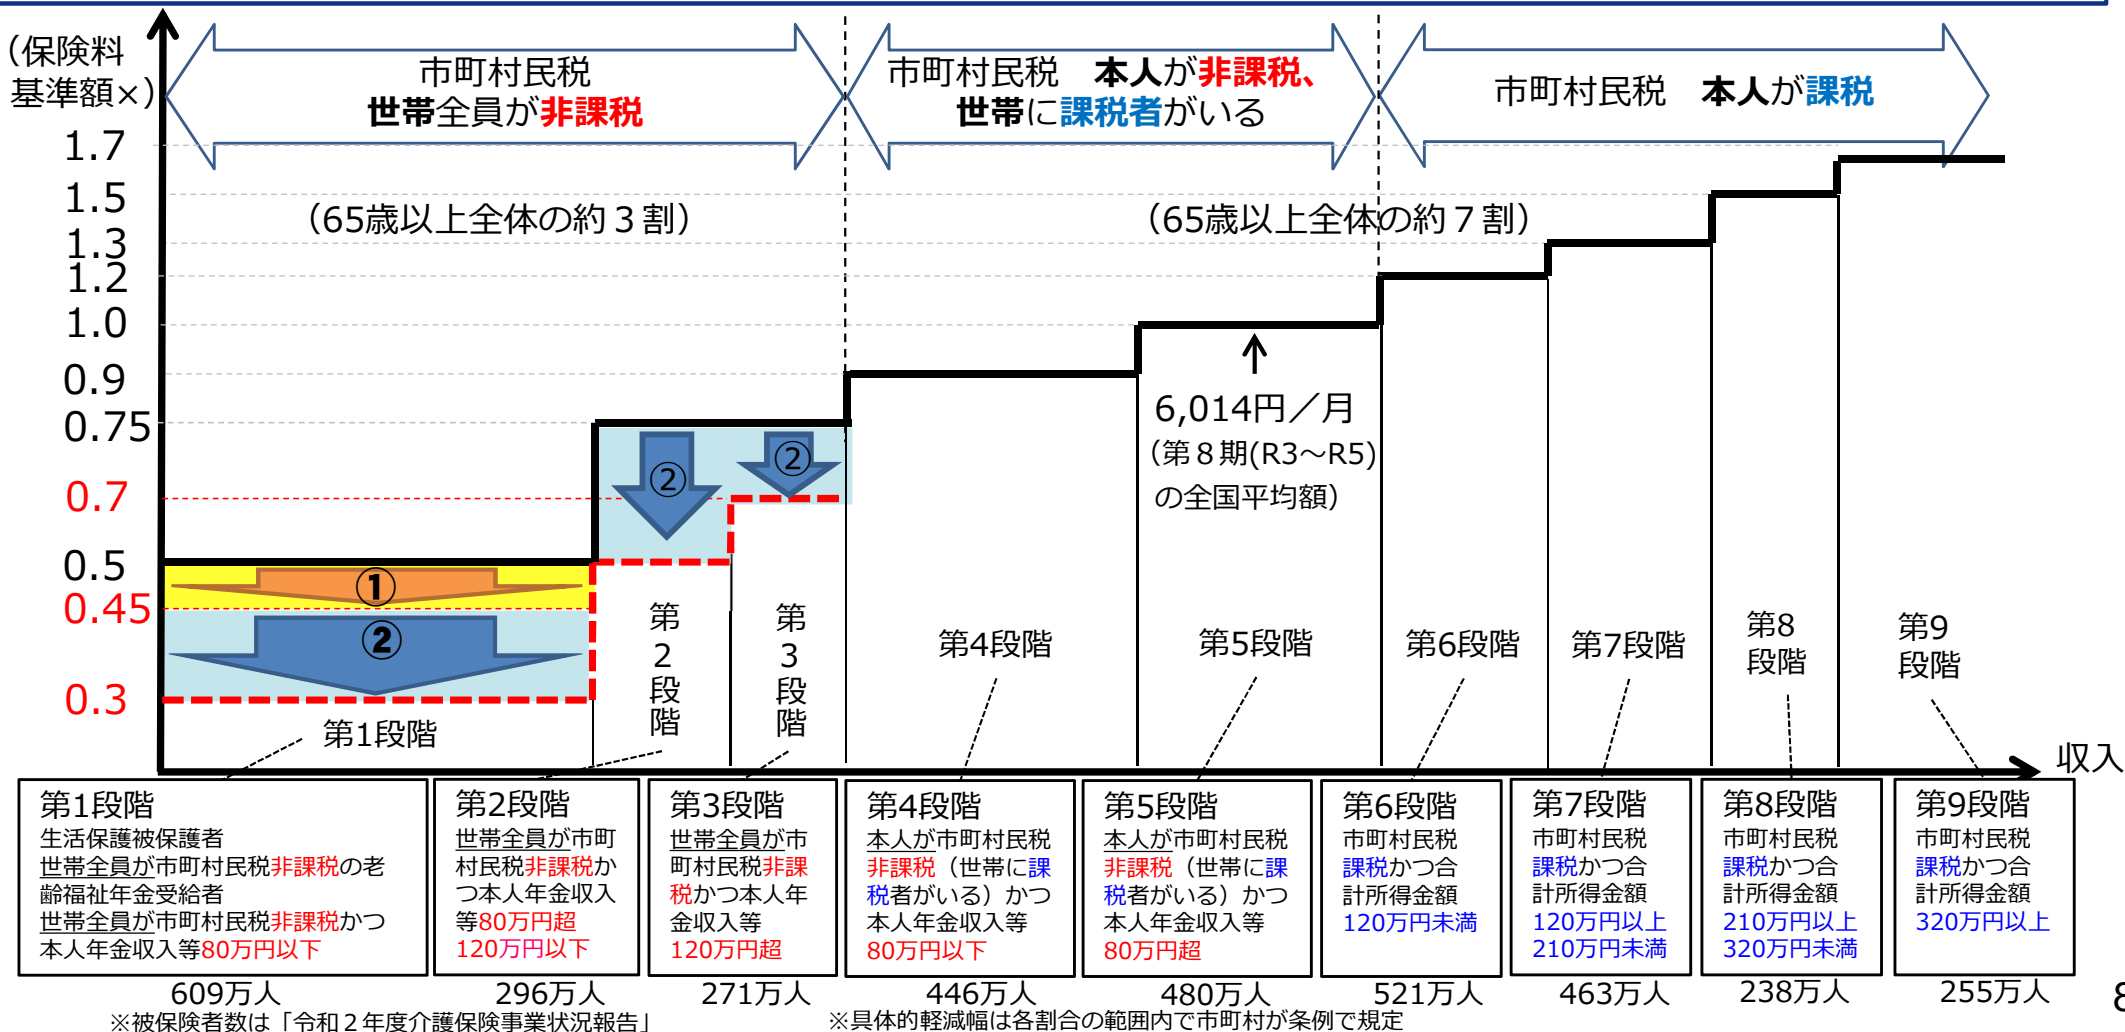 （保険料
基準額×）
市町村民税
世帯全員が非課税
市町村民税　本人が非課税、
世帯に課税者がいる
市町村民税　本人が課税
1.7
1.5
1.3
1.2
1.0
0.9
0.75
0.7
0.5
0.45
0.3
（65歳以上全体の約３割）
（65歳以上全体の約７割）
6,014円／月
（第８期(R3～R5)
の全国平均額）
②
②
①
②
第1段階
第２段階
第３段階
第4段階
第5段階
第6段階
第7段階
第8
段階
第9
段階
収入
第1段階
生活保護被保護者
世帯全員が市町村民税非課税の老
齢福祉年金受給者
世帯全員が市町村民税非課税かつ
本人年金収入等80万円以下
第2段階
世帯全員が市町
村民税非課税か
つ本人年金収入
等80万円超
120万円以下
第3段階
世帯全員が市
町村民税非課
税かつ本人年
金収入等
120万円超
第4段階
本人が市町村民税
非課税（世帯に課
税者がいる）かつ
本人年金収入等
80万円以下
第5段階
本人が市町村民税
非課税（世帯に課
税者がいる）かつ
本人年金収入等
80万円超
第6段階
市町村民税
課税かつ合
計所得金額
120万円未満
第7段階
市町村民税
課税かつ合
計所得金額
120万円以上
210万円未満
第8段階
市町村民税
課税かつ合
計所得金額
210万円以上
320万円未満
第9段階
市町村民税
課税かつ合
計所得金額
320万円以上
609万人
296万人
271万人
446万人
480万人
521万人
463万人
238万人
255万人
※被保険者数は「令和２年度介護保険事業状況報告」
※具体的軽減幅は各割合の範囲内で市町村が条例で規定